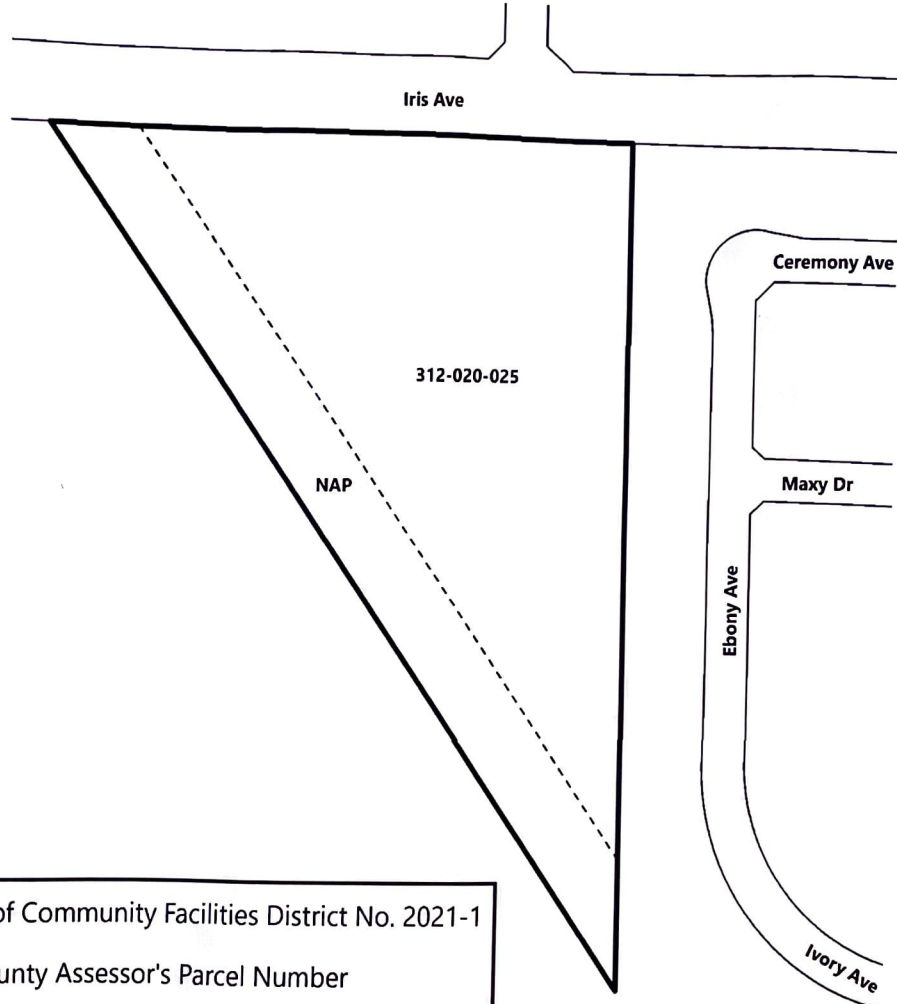 Iris Ave
Ceremony Ave
312-020-025
NAP
Maxy Dr
Ebony Ave
Ivory Ave
of Community Facilities District No. 2021-1
Assessor's Parcel Number